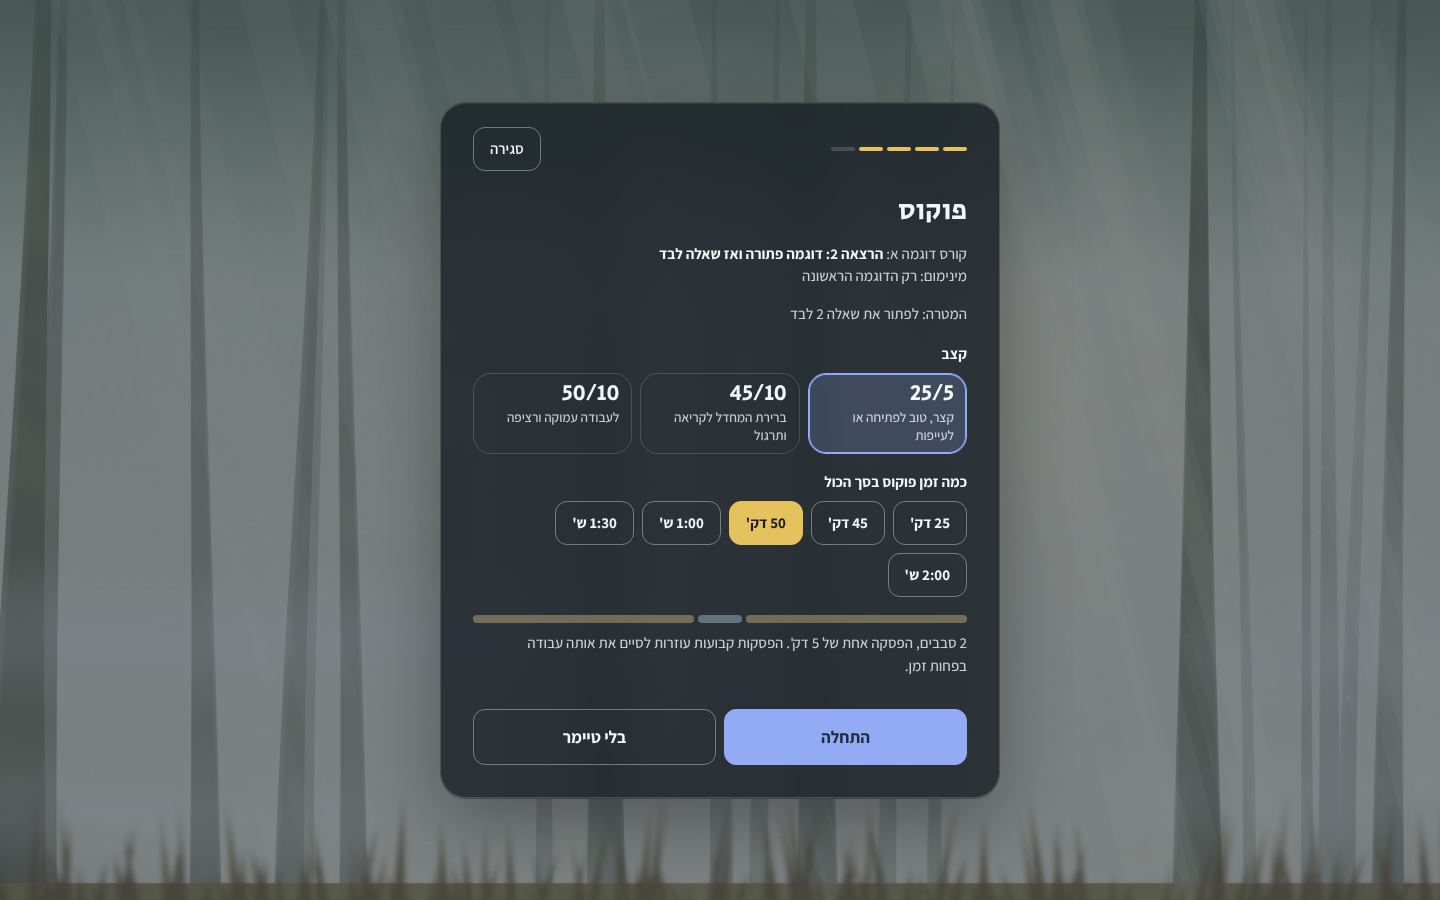 סגירה
פוקוס
קורס דוגמה א: הרצאה 2: דוגמה פתורה ואז שאלה לבד
מינימום: רק הדוגמה הראשונה
המטרה: לפתור את שאלה 2 לבד
קצב
25/5
קצר, טוב לפתיחה או
לעייפות
45/10
ברירת המחדל לקריאה
ותרגול
50/10
לעבודה עמוקה ורציפה
כמה זמן פוקוס בסך הכול
25 דק'
45 דק'
50 דק'
1:00 ש'
1:30 ש'
2:00 ש'
2 סבבים, הפסקה אחת של 5 דק'. הפסקות קבועות עוזרות לסיים את אותה עבודה
בפחות זמן.
התחלה
בלי טיימר